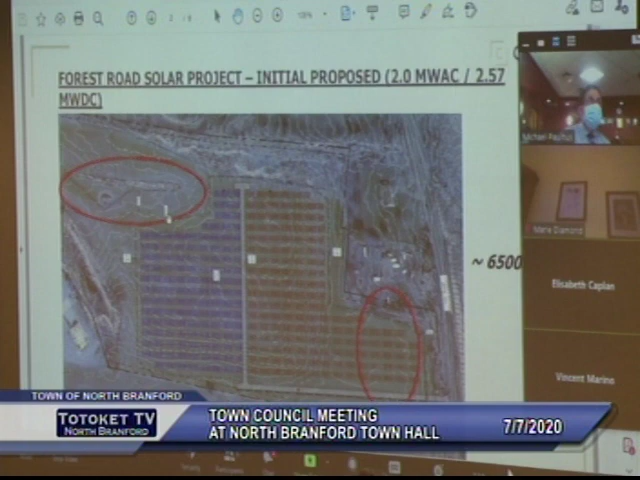 FOREST ROAD SOLAR PROJECT – INITIAL PROPOSED (2.0 MWAC / 2.57
MWDC)
~ 6500
Marie Diamond
Elisabeth Caplan
Vincent Marino
TOWN OF NORTH BRANFORD
TOTOKET TV
NORTH BRANFORD
TOWN COUNCIL MEETING
AT NORTH BRANFORD TOWN HALL
7/7/2020